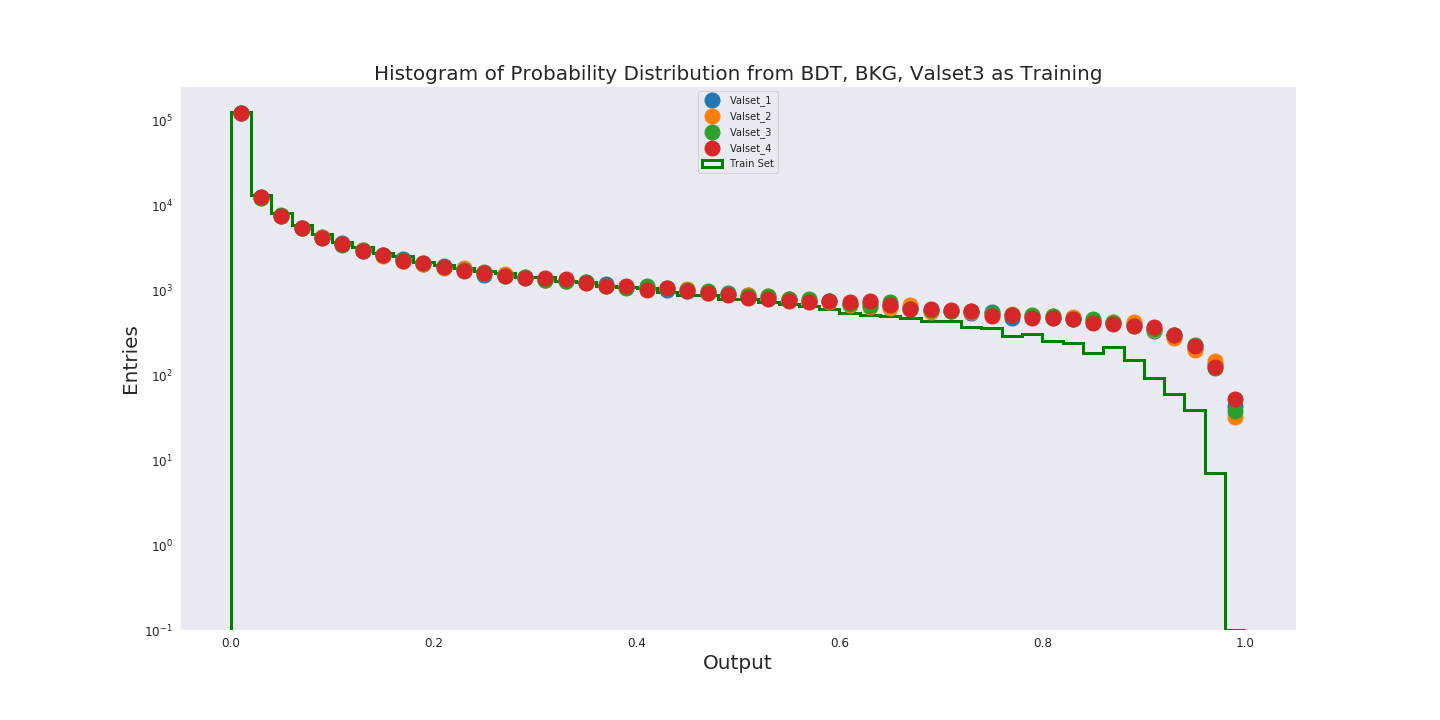 Histogram of Probability Distribution from BDT, BKG, Valset3 as Training
Valset_1
Valset_2
Valset_3
Valset_4
Train Set
Entries
10^5
10^4
10^3
10^2
10^1
10^0
10^−1
0.0 0.2 0.4 0.6 0.8 1.0
Output